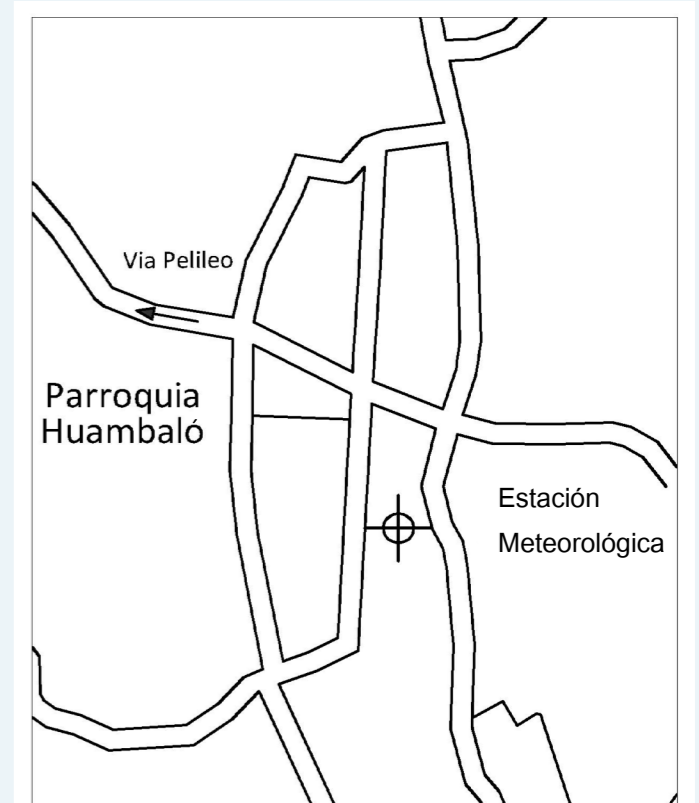 Via Pelileo
Parroquia
Huambaló
Estación
Meteorológica